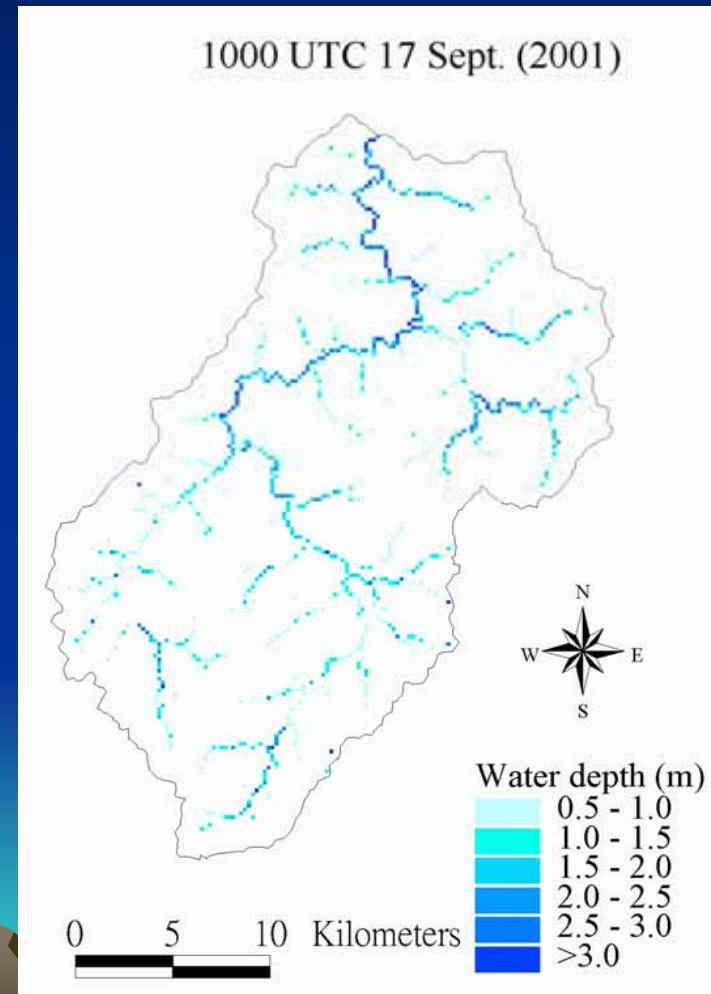 1000 UTC 17 Sept. (2001)
N
W E
S
Water depth (m)
0.5 - 1.0
1.0 - 1.5
1.5 - 2.0
2.0 - 2.5
2.5 - 3.0
>3.0
0 5 10 Kilometers